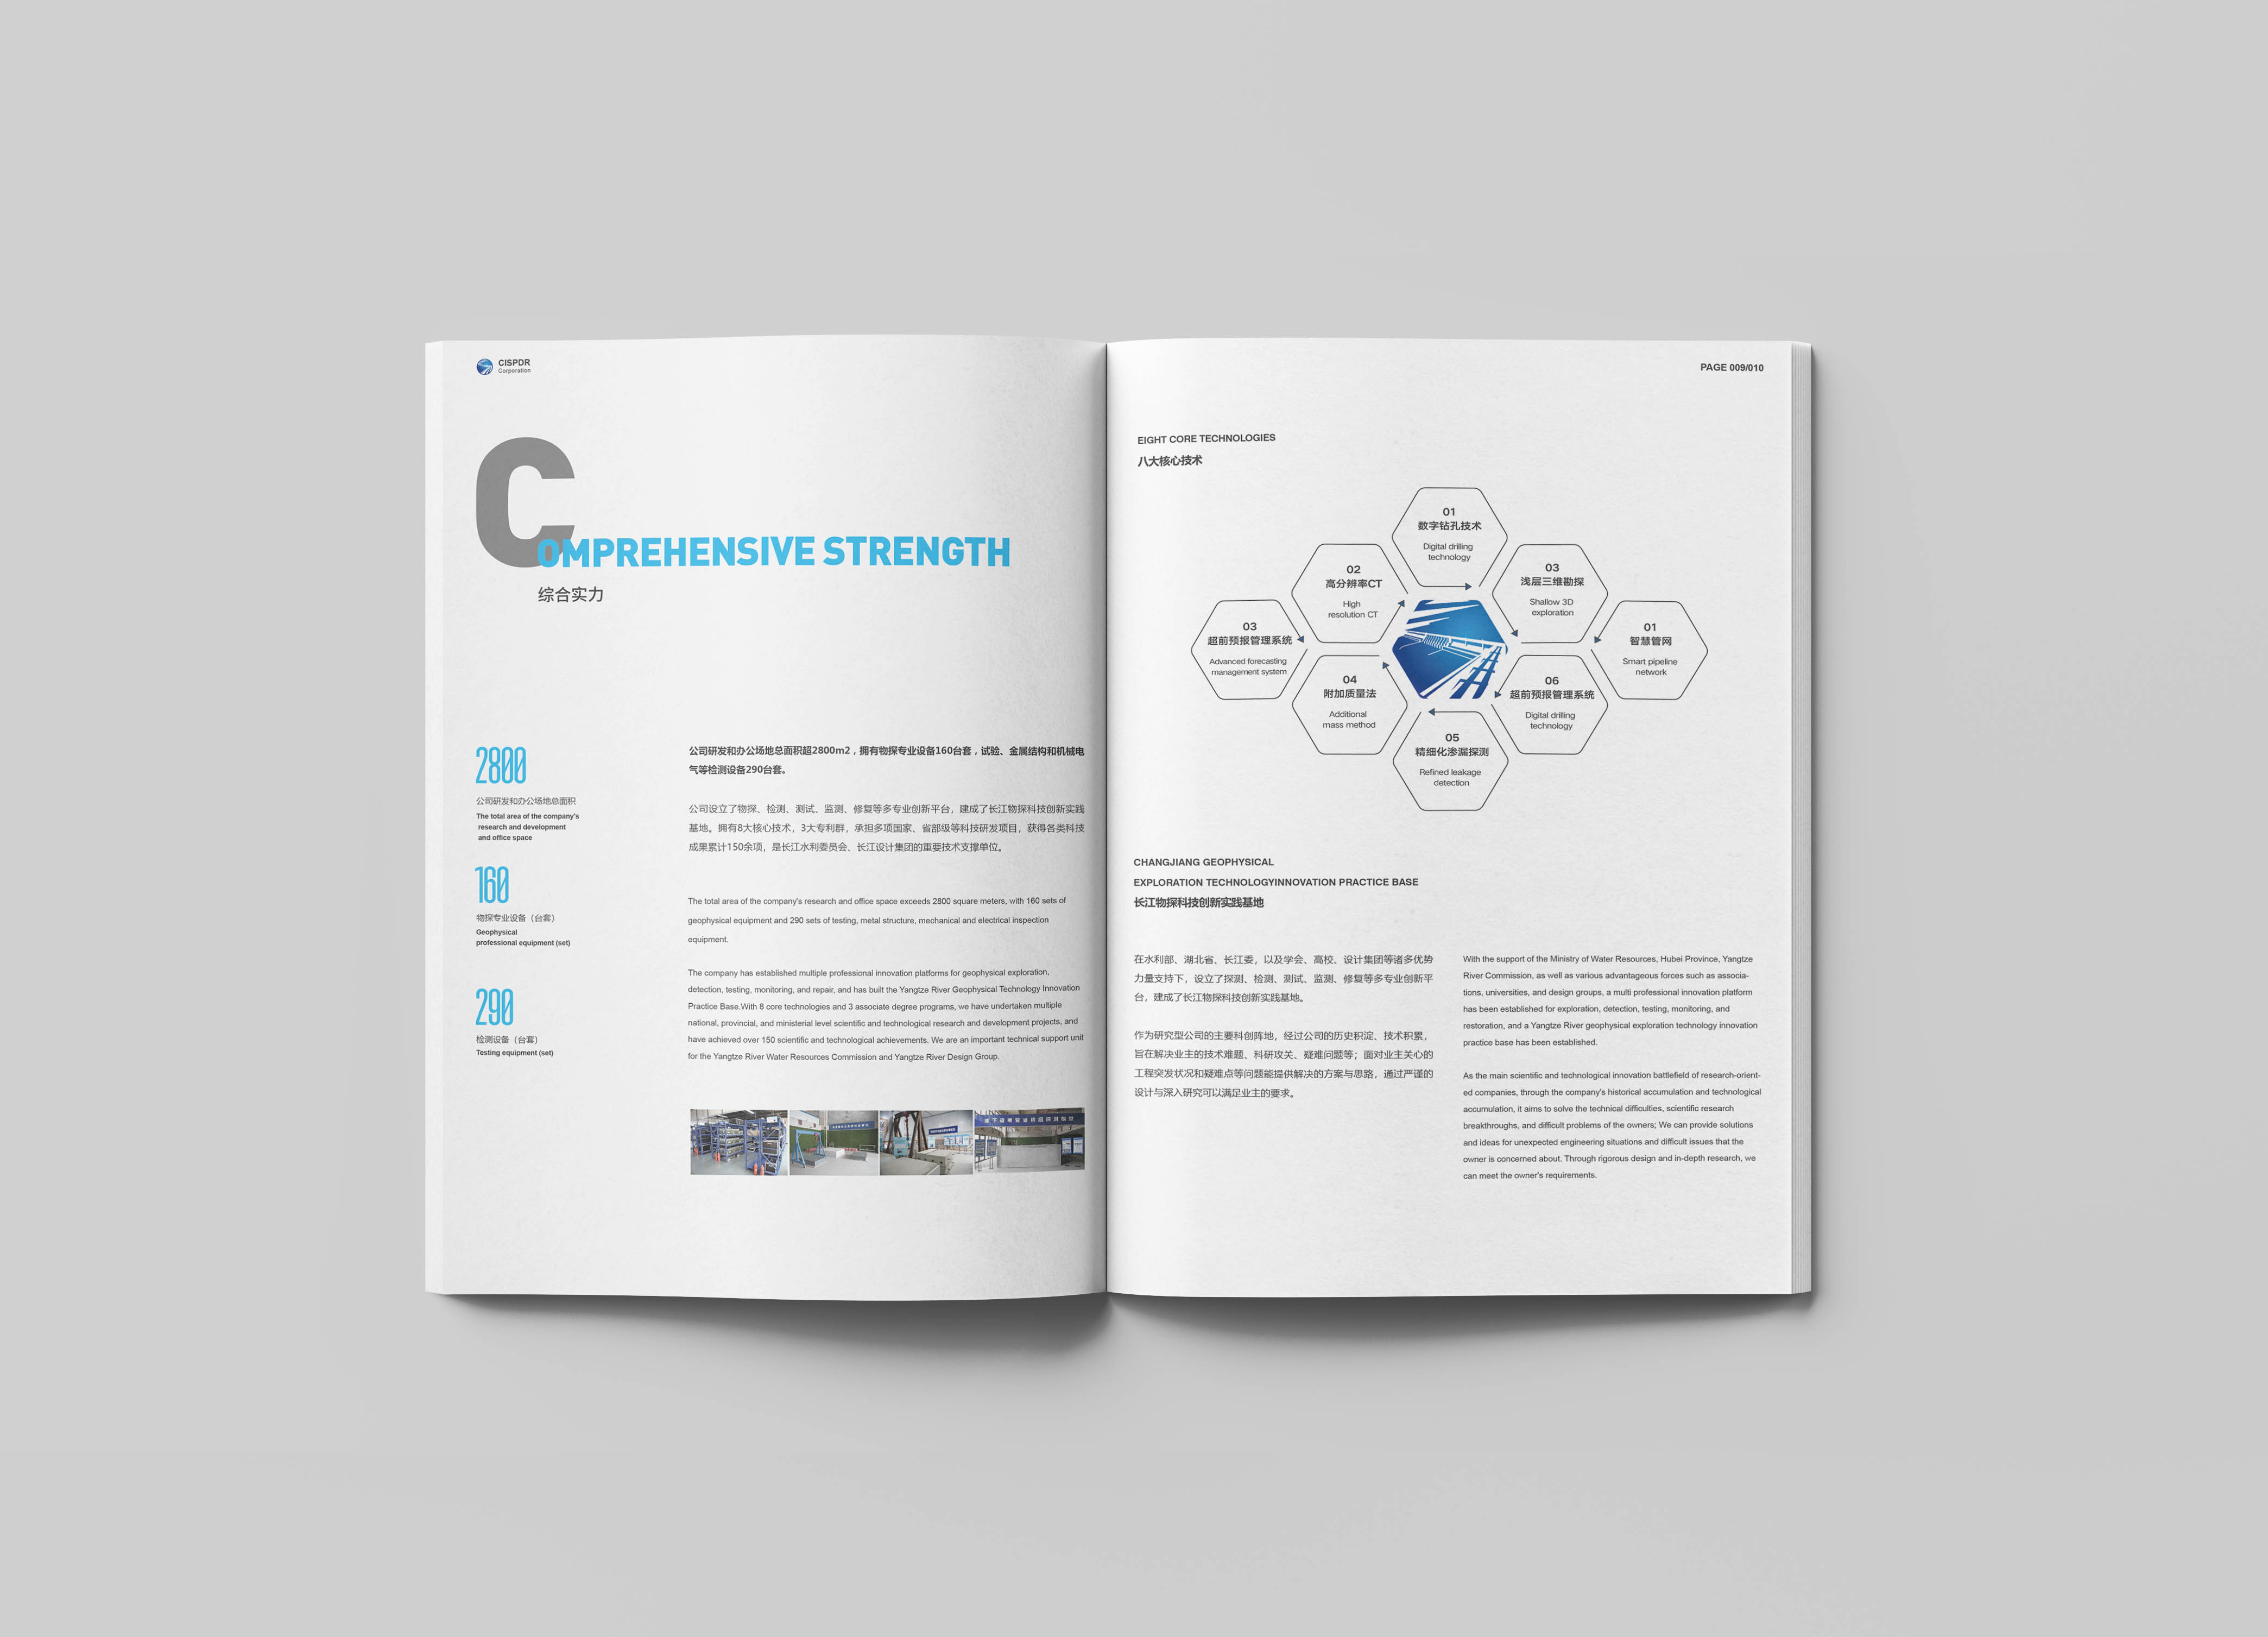 CISPDR
Corporation
COMPREHENSIVE STRENGTH
综合实力
2800
公司研发和办公场地总面积
The total area of the company's
research and development
and office space
160
物探专业设备（台套）
Geophysical
professional equipment (set)
290
检测设备（台套）
Testing equipment (set)
公司研发和办公场地总面积超2800m2，拥有物探专业设备160台套，试验、金属结构和机械电
气等检测设备290台套。
公司设立了物探、检测、测试、监测、修复等多专业创新平台，建成了长江物探科技创新实践
基地。拥有8大核心技术，3大专利群，承担多项国家、省部级等科技研发项目，获得各类科技
成果累计150余项，是长江水利委员会、长江设计集团的重要技术支撑单位。
The total area of the company's research and office space exceeds 2800 square meters, with 160 sets of
geophysical equipment and 290 sets of testing, metal structure, mechanical and electrical inspection
equipment.
The company has established multiple professional innovation platforms for geophysical exploration,
detection, testing, monitoring, and repair, and has built the Yangtze River Geophysical Technology Innovation
Practice Base.With 8 core technologies and 3 associate degree programs, we have undertaken multiple
national, provincial, and ministerial level scientific and technological research and development projects, and
have achieved over 150 scientific and technological achievements. We are an important technical support unit
for the Yangtze River Water Resources Commission and Yangtze River Design Group.
PAGE 009/010
EIGHT CORE TECHNOLOGIES
八大核心技术
01
数字钻孔技术
Digital drilling
technology
02
高分辨率CT
High
resolution CT
03
浅层三维勘探
Shallow 3D
exploration
03
超前预报管理系统
Advanced forecasting
management system
01
智慧管网
Smart pipeline
network
04
附加质量法
Additional
mass method
06
超前预报管理系统
Digital drilling
technology
05
精细化渗漏探测
Refined leakage
detection
CHANGJIANG GEOPHYSICAL
EXPLORATION TECHNOLOGYINNOVATION PRACTICE BASE
长江物探科技创新实践基地
在水利部、湖北省、长江委，以及学会、高校、设计集团等诸多优势
力量支持下，设立了探测、检测、测试、监测、修复等多专业创新平
台，建成了长江物探科技创新实践基地。
作为研究型公司的主要科创阵地，经过公司的历史积淀、技术积累，
旨在解决业主的技术难题、科研攻关、疑难问题等；面对业主关心的
工程突发状况和疑难点等问题能提供解决的方案与思路，通过严谨的
设计与深入研究可以满足业主的要求。
With the support of the Ministry of Water Resources, Hubei Province, Yangtze
River Commission, as well as various advantageous forces such as associa-
tions, universities, and design groups, a multi professional innovation platform
has been established for exploration, detection, testing, monitoring, and
restoration, and a Yangtze River geophysical exploration technology innovation
practice base has been established.
As the main scientific and technological innovation battlefield of research-orient-
ed companies, through the company's historical accumulation and technological
accumulation, it aims to solve the technical difficulties, scientific research
breakthroughs, and difficult problems of the owners; We can provide solutions
and ideas for unexpected engineering situations and difficult issues that the
owner is concerned about. Through rigorous design and in-depth research, we
can meet the owner's requirements.